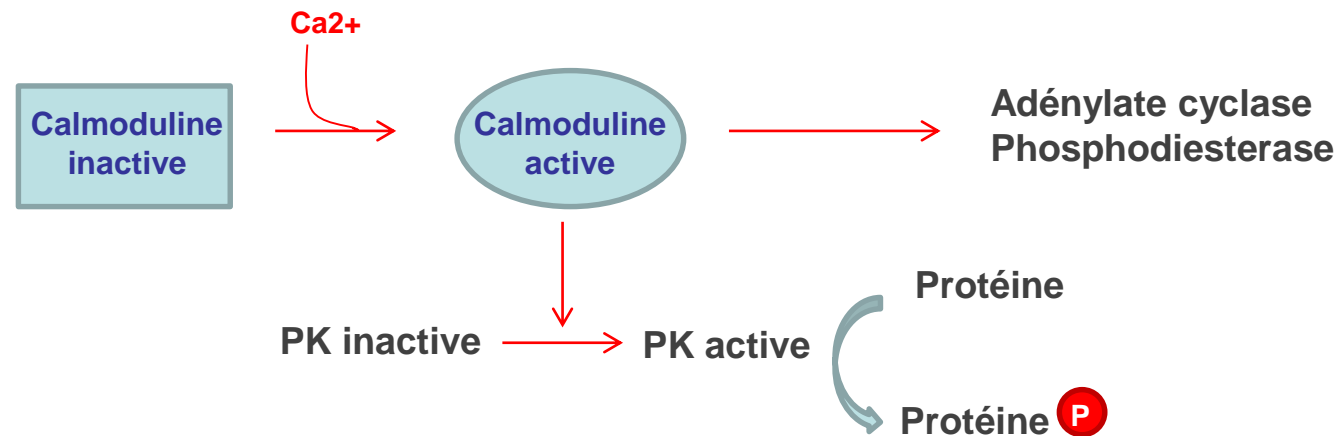 Ca2+
Calmoduline
inactive
Calmoduline
active
Adénylate cyclase
Phosphodiesterase
PK inactive
PK active
Protéine
Protéine P